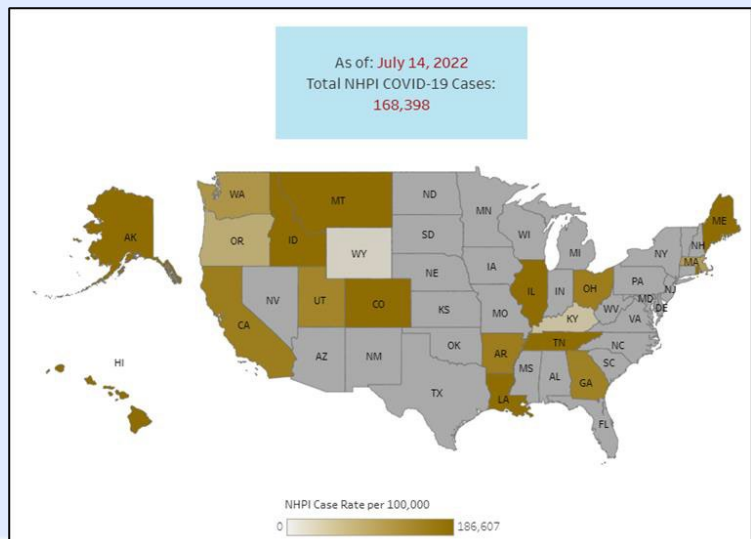 As of: July 14, 2022
Total NHPI COVID-19 Cases:
168,398
WA
MT
ND
MN
ME
AK
OR
ID
WY
SD
WI
MI
NY
NH
MA
NE
IA
IL
IN
OH
PA
NJ
NV
UT
CO
KS
MO
KY
WV
MD
DE
VA
CA
AZ
NM
OK
AR
TN
NC
SC
HI
TX
LA
MS
AL
GA
FL
NHPI Case Rate per 100,000
0
186,607